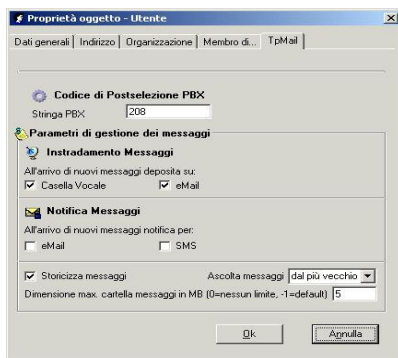 Proprietà oggetto - Utente
Dati generali Indirizzo Organizzazione Membro di... TpMail
Codice di Postselezione PBX
Stringa PBX 208
Parametri di gestione dei messaggi
Instradamento Messaggi
All'arrivo di nuovi messaggi deposita su:
Casella Vocale eMail
Notifica Messaggi
All'arrivo di nuovi messaggi notifica per:
eMail SMS
Storicizza messaggi Ascolta messaggi dal più vecchio
Dimensione max. cartella messaggi in MB (0=nessun limite, -1=default) 5
Ok Annulla